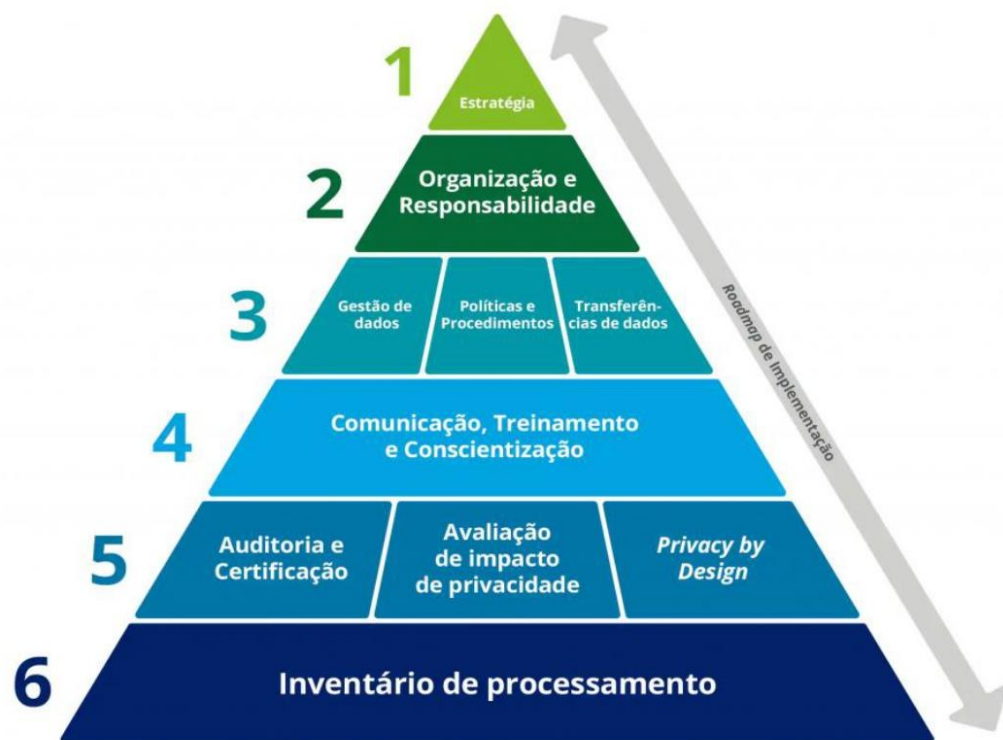 1
Estratégia
2
Organização e
Responsabilidade
3
Gestão de
dados
Políticas e
Procedimentos
Transferên-
cias de dados
4
Comunicação, Treinamento
e Conscientização
5
Auditoria e
Certificação
Avaliação
de impacto
de privacidade
Privacy by
Design
6
Inventário de processamento
Roadmap de Implementação